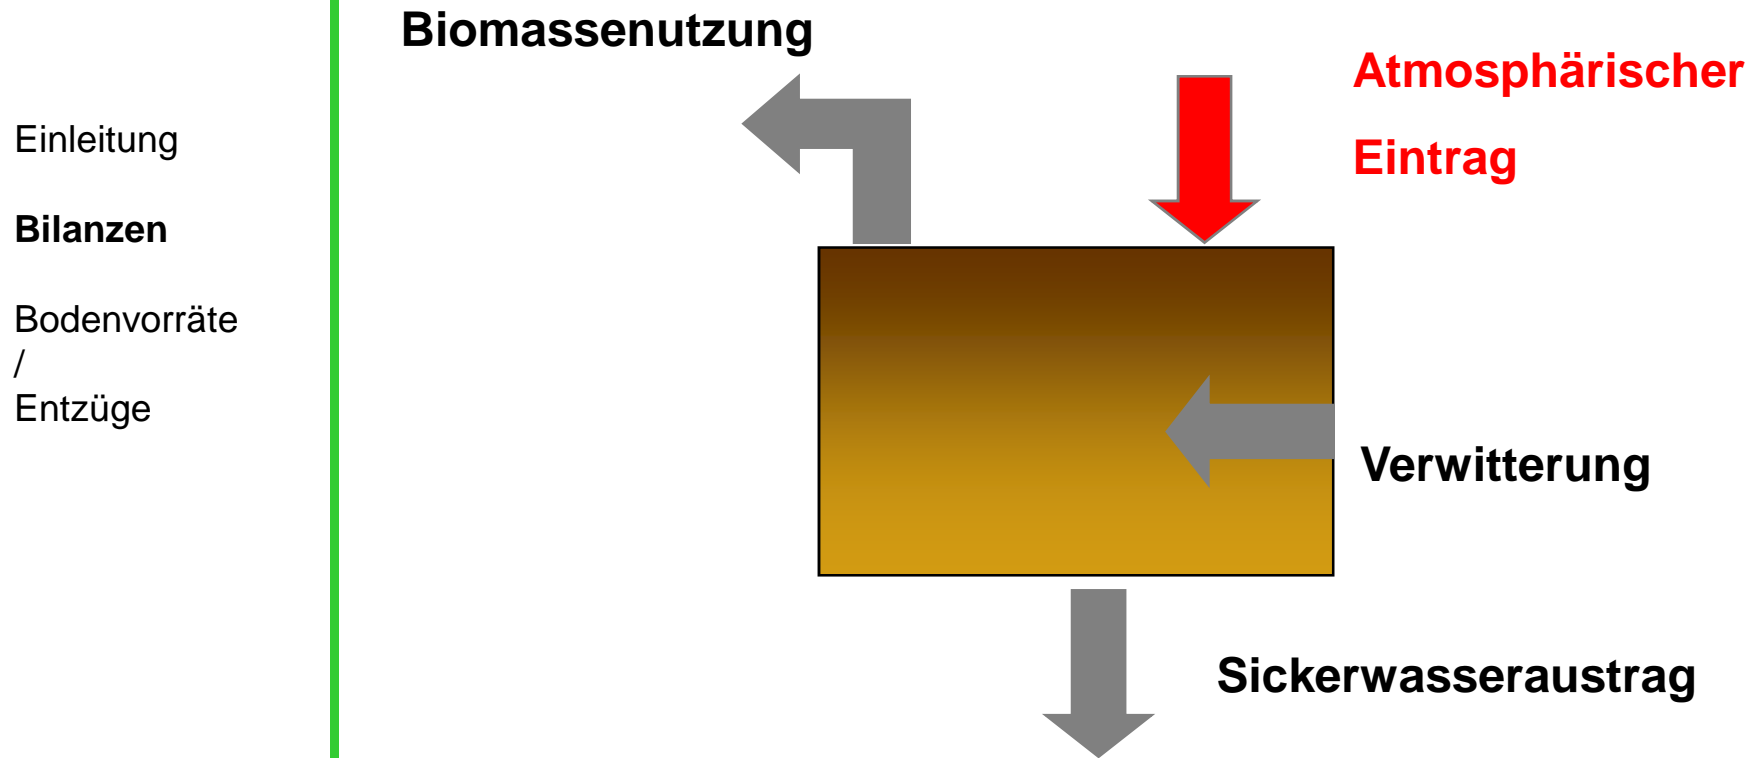 Einleitung
Bilanzen
Bodenvorräte
/
Entzüge
Biomassenutzung
Atmosphärischer
Eintrag
Verwitterung
Sickerwasseraustrag